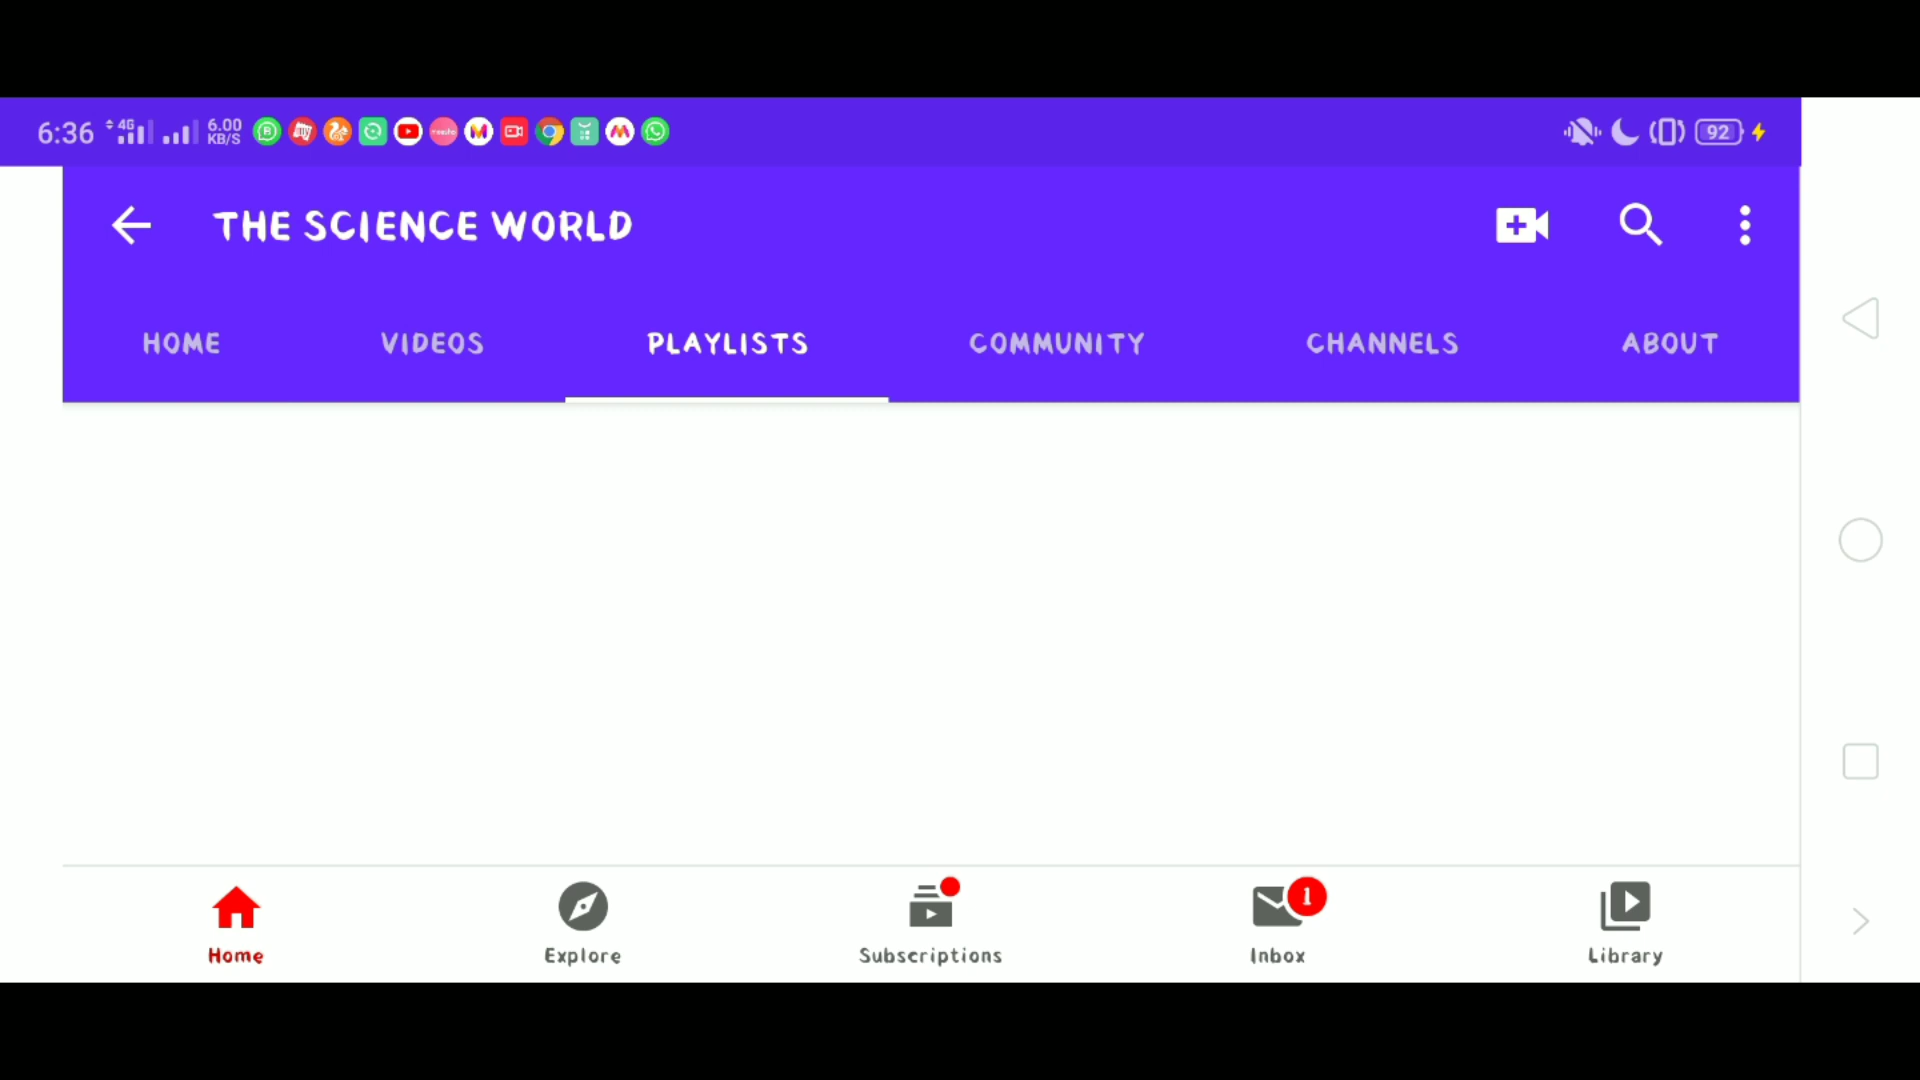 6:36 4G 6.00 KB/S 92
THE SCIENCE WORLD
HOME VIDEOS PLAYLISTS COMMUNITY CHANNELS ABOUT
1
Home Explore Subscriptions Inbox Library